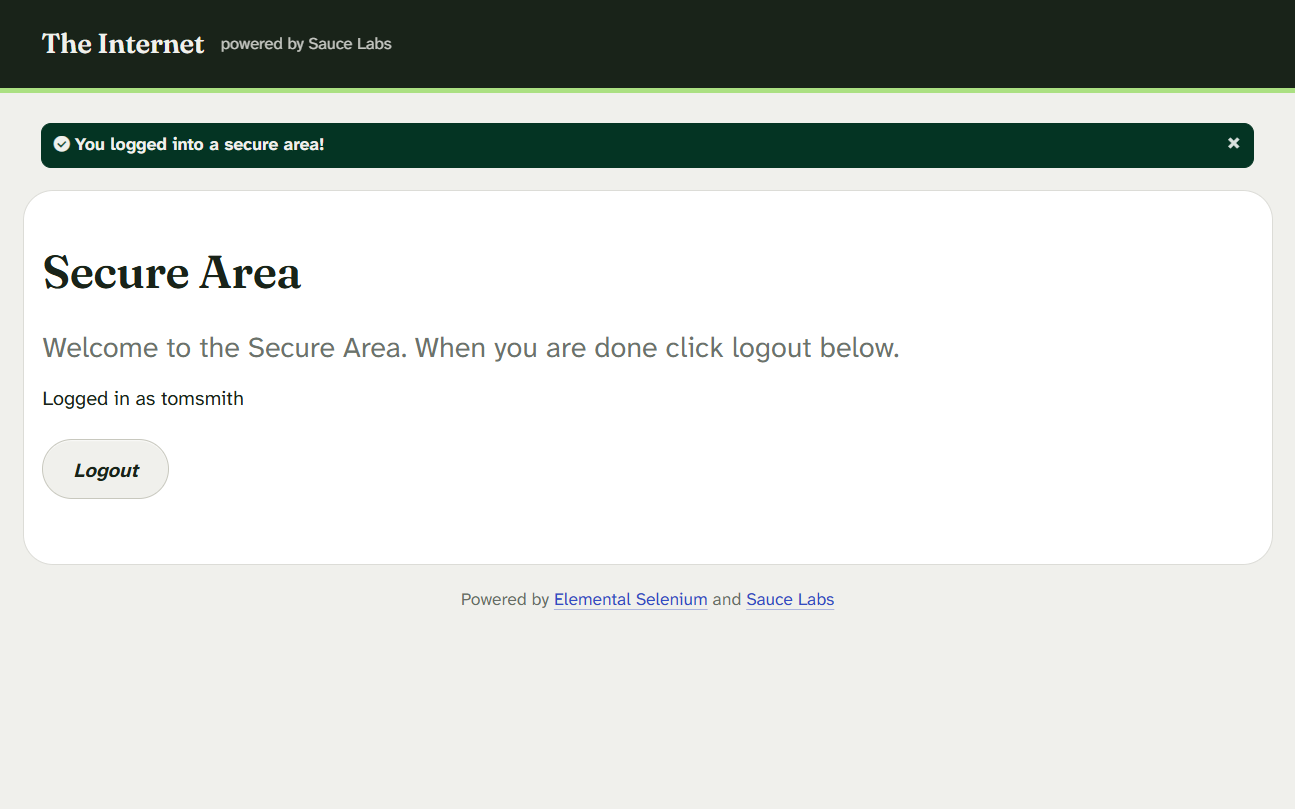 The Internet powered by Sauce Labs
You logged into a secure area!
Secure Area
Welcome to the Secure Area. When you are done click logout below.
Logged in as tomsmith
Logout
Powered by Elemental Selenium and Sauce Labs